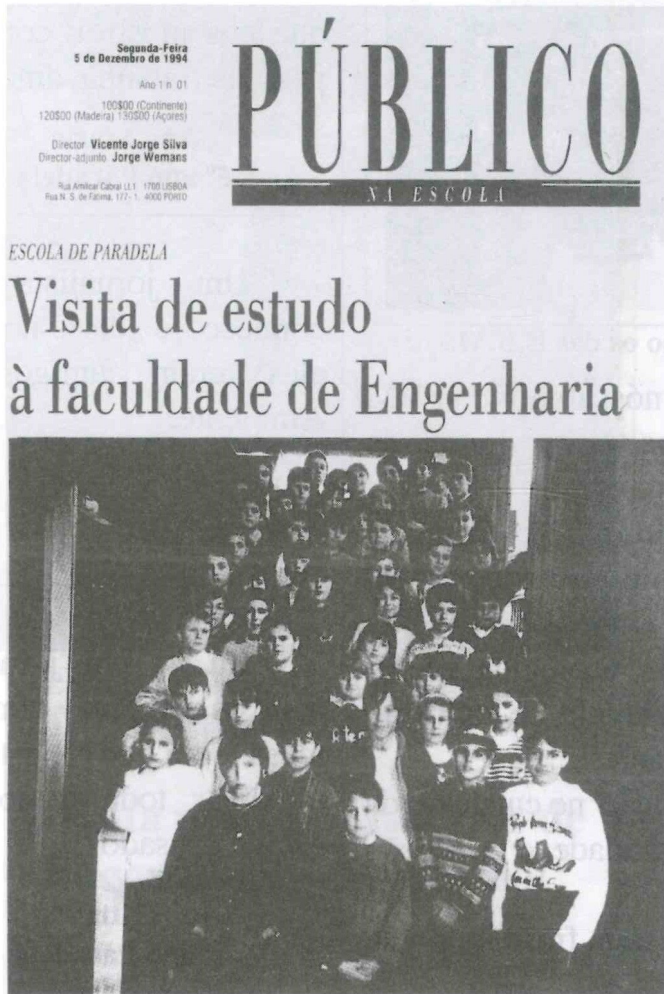 Segunda-Feira
5 de Dezembro de 1994
Ano 1 n 01
100$00 (Continente)
120$00 (Madeira) 130$00 (Açores)
Director Vicente Jorge Silva
Director-adjunto Jorge Wemans
Rua Amilcar Cabral Lt.1 1700 LISBOA
Rua N. S. de Fátima, 177- 1. 4000 PORTO
PÚBLICO
NA ESCOLA
ESCOLA DE PARADELA
Visita de estudo
à faculdade de Engenharia